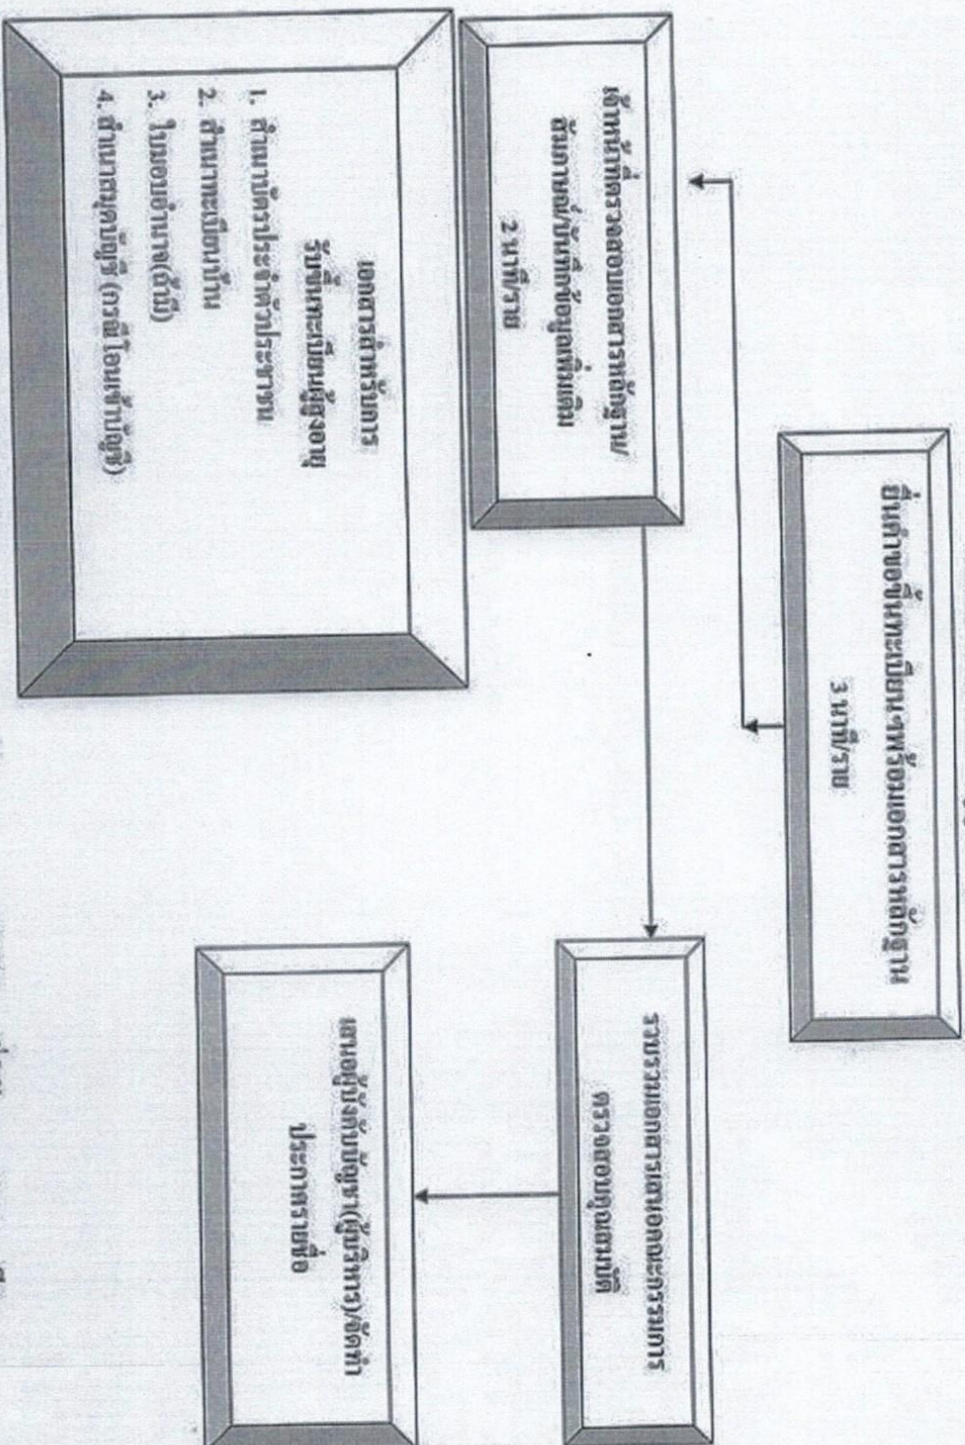 ยื่นคำขอขึ้นทะเบียนฯพร้อมเอกสารหลักฐาน
3 นาที/ราย
เจ้าหน้าที่ตรวจสอบเอกสารหลักฐาน/
สัมภาษณ์/บันทึกข้อมูลเพิ่มเติม
2 นาที/ราย
รวบรวมเอกสารเสนอคณะกรรมการ
ตรวจสอบคุณสมบัติ
เสนอผู้บังคับบัญชา(ผู้บริหาร)/จัดทำ
ประกาศรายชื่อ
เอกสารสำหรับการ
รับขึ้นทะเบียนผู้สูงอายุ
1. สำเนาบัตรประจำตัวประชาชน
2. สำเนาทะเบียนบ้าน
3. ใบมอบอำนาจ(ถ้ามี)
4. สำเนาสมุดบัญชี (กรณีโอนเข้าบัญชี)